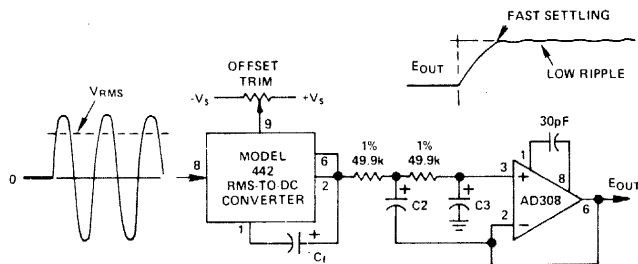 FAST SETTLING
OFFSET
TRIM
EOUT
LOW RIPPLE
VRMS
-Vs
+Vs
9
30pF
1%
49.9k
1%
49.9k
1
0
8
MODEL
442
RMS-TO-DC
CONVERTER
6
2
3
+
8
AD308
EOUT
+
C2
+
C3
2
−
6
1
+
Cf